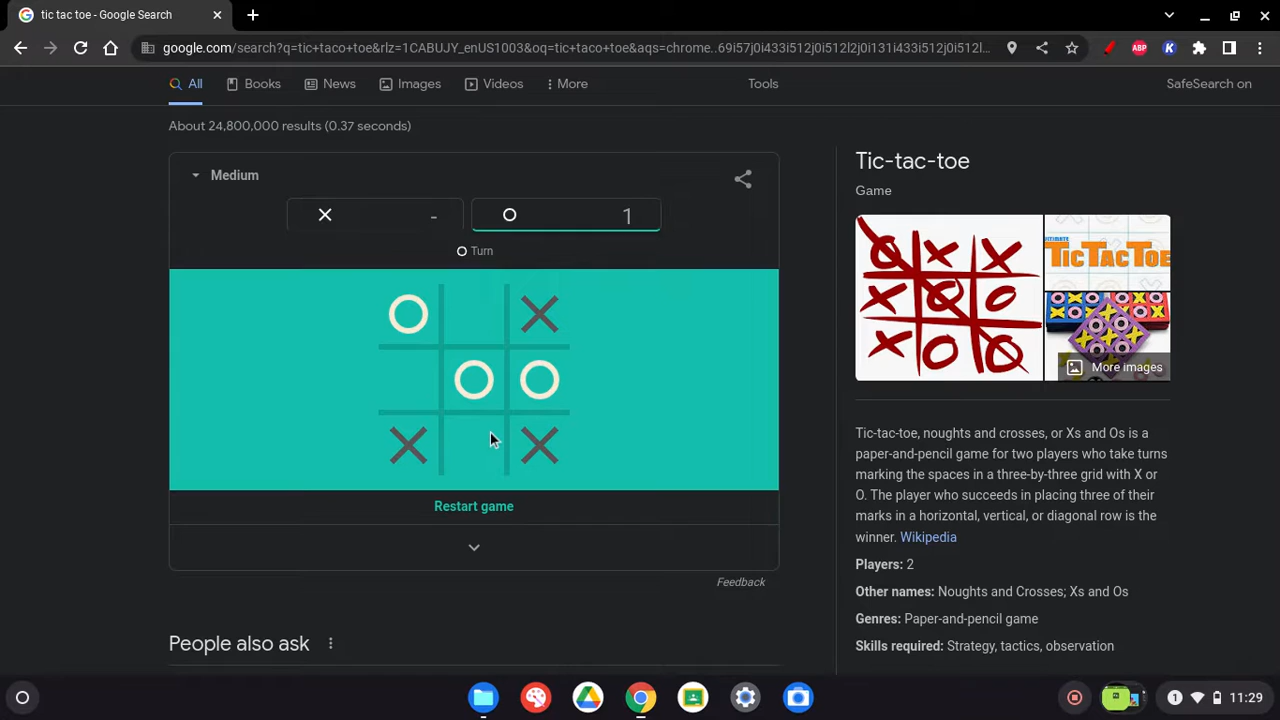 tic tac toe - Google Search
google.com/search?q=tic+taco+toe&rlz=1CABUJY_enUS1003&oq=tic+taco+toe&aqs=chrome..69i57j0i433i512j0i512l2j0i131i433i512j0i512l...
All Books News Images Videos More Tools SafeSearch on
About 24,800,000 results (0.37 seconds)
Medium
-
1
Turn
Restart game
Feedback
People also ask
Tic-tac-toe
Game
ULTIMATE
TIC TAC TOE
More images
Tic-tac-toe, noughts and crosses, or Xs and Os is a
paper-and-pencil game for two players who take turns
marking the spaces in a three-by-three grid with X or
O. The player who succeeds in placing three of their
marks in a horizontal, vertical, or diagonal row is the
winner. Wikipedia
Players: 2
Other names: Noughts and Crosses; Xs and Os
Genres: Paper-and-pencil game
Skills required: Strategy, tactics, observation
ABP
K
1
11:29